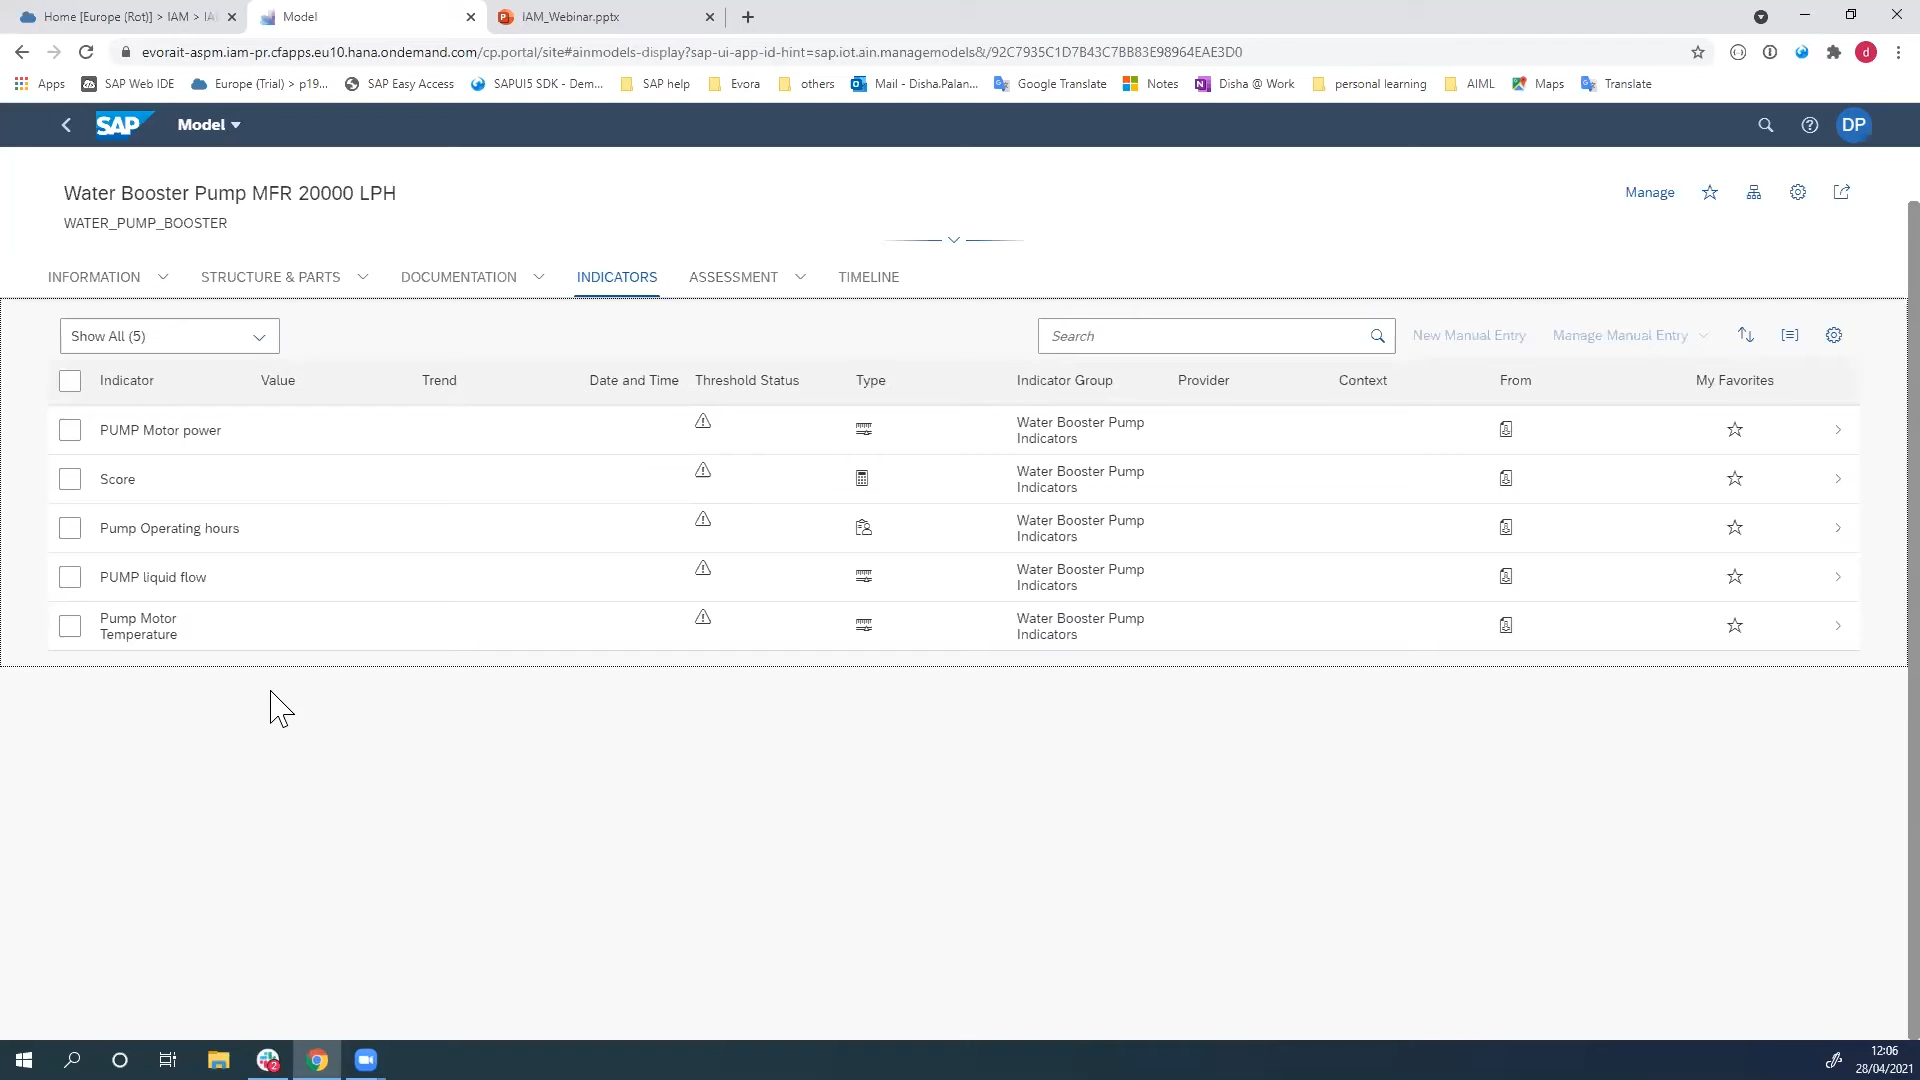 Home [Europe (Rot)] > IAM > IA
Model
IAM_Webinar.pptx
evorait-aspm.iam-pr.cfapps.eu10.hana.ondemand.com/cp.portal/site#ainmodels-display?sap-ui-app-id-hint=sap.iot.ain.managemodels&/92C7935C1D7B43C7BB83E98964EAE3D0
d
Apps SAP Web IDE Europe (Trial) > p19... SAP Easy Access SAPUI5 SDK - Dem... SAP help Evora others Mail - Disha.Palan... Google Translate Notes Disha @ Work personal learning AIML Maps Translate
SAP Model DP
Water Booster Pump MFR 20000 LPH
Manage
WATER_PUMP_BOOSTER
INFORMATION STRUCTURE & PARTS DOCUMENTATION INDICATORS ASSESSMENT TIMELINE
Show All (5) Search New Manual Entry Manage Manual Entry
Indicator Value Trend Date and Time Threshold Status Type Indicator Group Provider Context From My Favorites
PUMP Motor power Water Booster Pump
Indicators
Score Water Booster Pump
Indicators
Pump Operating hours Water Booster Pump
Indicators
PUMP liquid flow Water Booster Pump
Indicators
Pump Motor Water Booster Pump
Temperature Indicators
2
12:06
28/04/2021